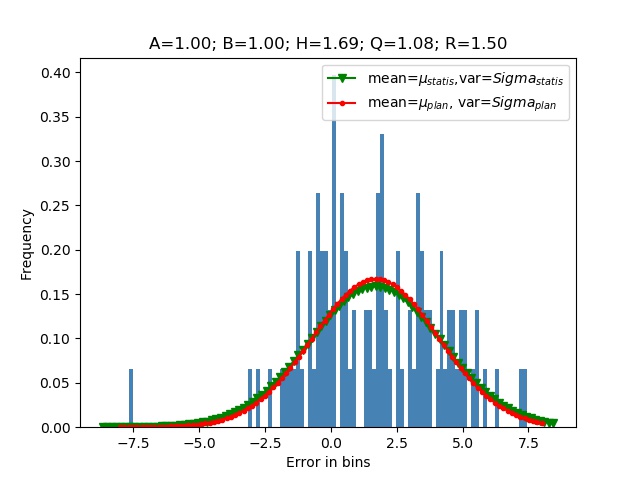 A=1.00; B=1.00; H=1.69; Q=1.08; R=1.50
0.40
0.35
0.30
0.25
0.20
0.15
0.10
0.05
0.00
Frequency
mean=μstatis,var=Sigmastatis
mean=μplan, var=Sigmaplan
−7.5 −5.0 −2.5 0.0 2.5 5.0 7.5
Error in bins